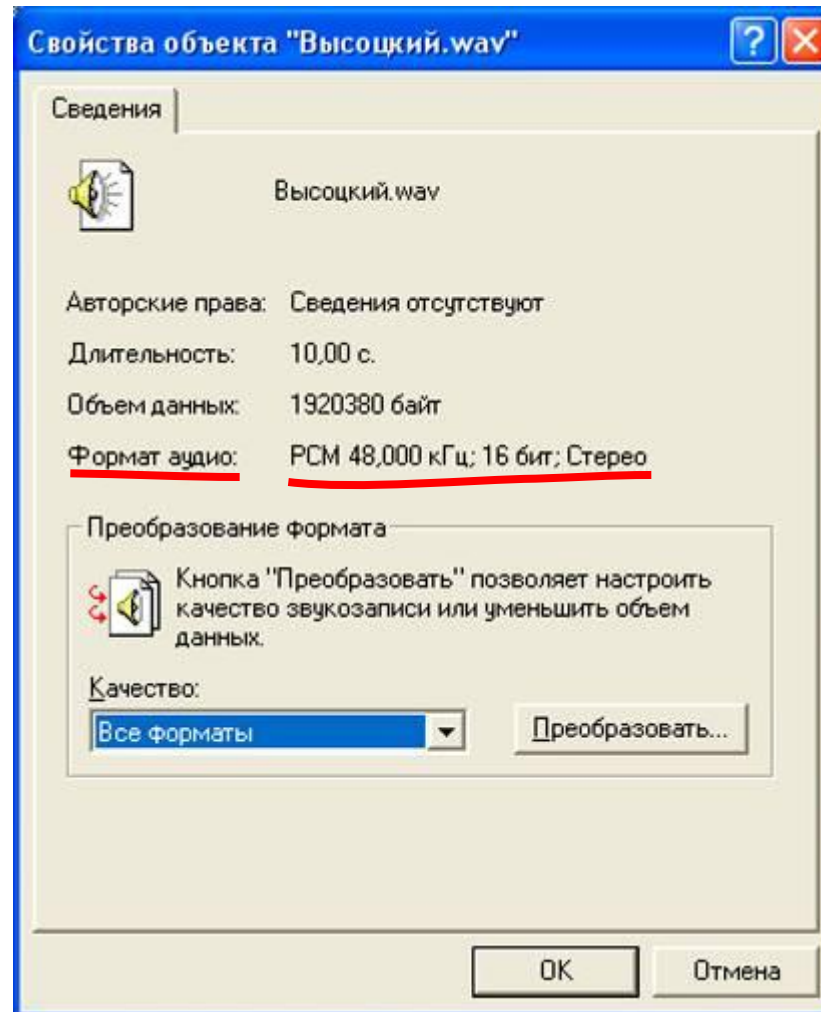 Свойства объекта "Высоцкий.wav"
Сведения
Высоцкий.wav
Авторские права: Сведения отсутствуют
Длительность: 10,00 с.
Объем данных: 1920380 байт
Формат аудио: PCM 48,000 кГц; 16 бит; Стерео
Преобразование формата
Кнопка "Преобразовать" позволяет настроить
качество звукозаписи или уменьшить объем
данных.
Качество:
Все форматы Преобразовать...
OK Отмена